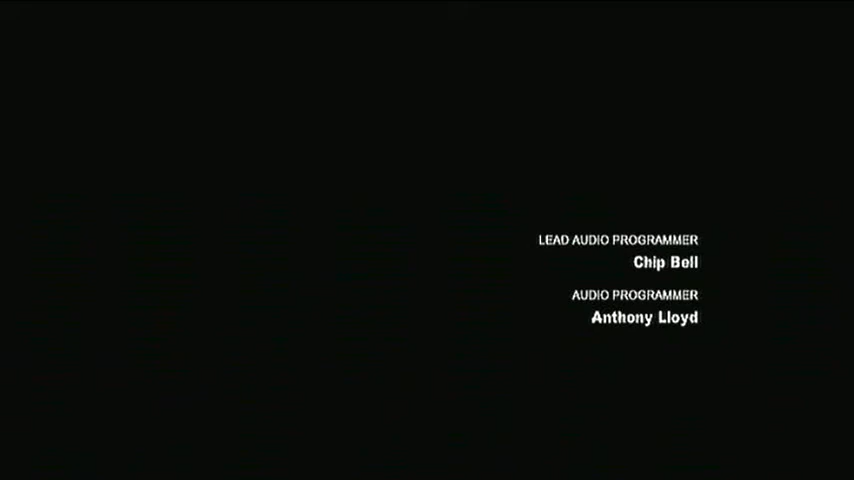 LEAD AUDIO PROGRAMMER
Chip Bell
AUDIO PROGRAMMER
Anthony Lloyd